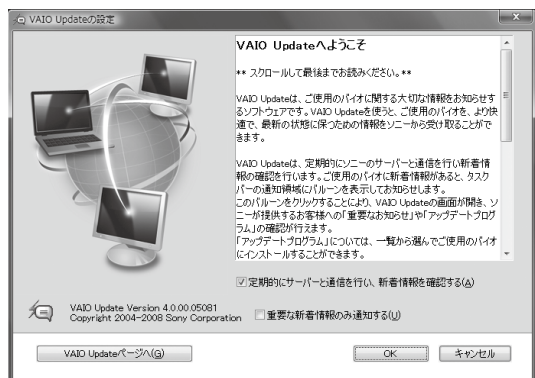 VAIO Updateの設定
VAIO Updateへようこそ
** スクロールして最後までお読みください。**
VAIO Updateは、ご使用のバイオに関する大切な情報をお知らせす
るソフトウェアです。VAIO Updateを使うと、ご使用のバイオを、より快
適で、最新の状態に保つための情報をソニーから受け取ることがで
きます。
VAIO Updateは、定期的にソニーのサーバーと通信を行い新着情
報の確認を行います。ご使用のバイオに新着情報があると、タスク
バーの通知領域にバルーンを表示してお知らせします。
このバルーンをクリックすることにより、VAIO Updateの画面が開き、ソ
ニーが提供するお客様への「重要なお知らせ」や「アップデートプログ
ラム」の確認が行えます。
「アップデートプログラム」については、一覧から選んでご使用のバイオ
にインストールすることができます。
定期的にサーバーと通信を行い、新着情報を確認する(A)
VAIO Update Version 4.0.00.05081
Copyright 2004-2008 Sony Corporation
重要な新着情報のみ通知する(U)
VAIO Updateページへ(G)
OK
キャンセル